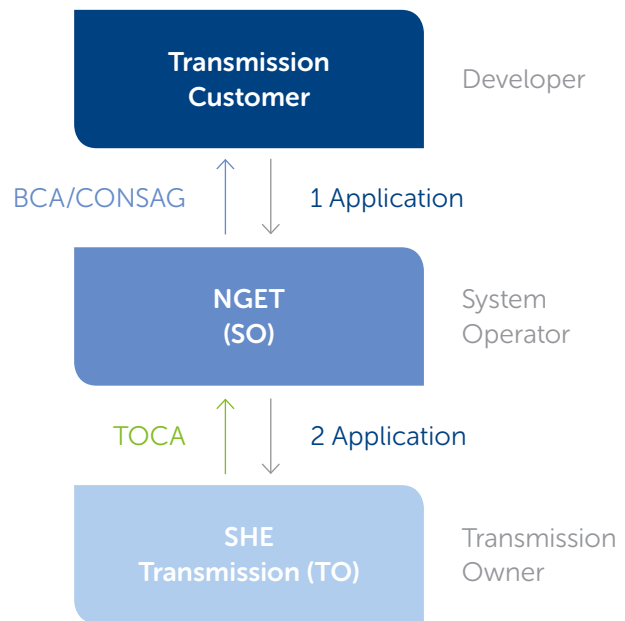 Transmission
Customer
Developer
BCA/CONSAG
1 Application
NGET
(SO)
System
Operator
TOCA
2 Application
SHE
Transmission (TO)
Transmission
Owner